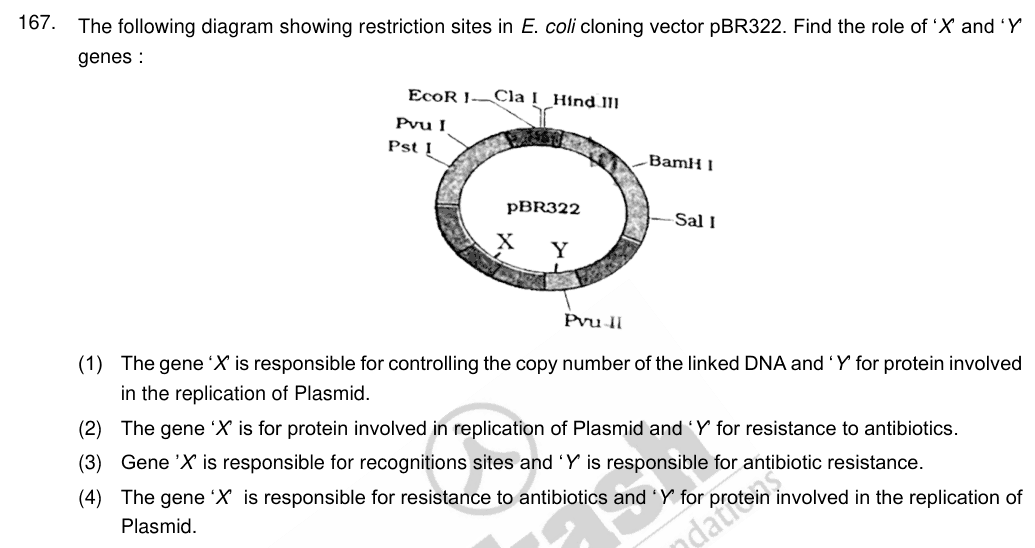 167. The following diagram showing restriction sites in E. coli cloning vector pBR322. Find the role of ‘X’ and ‘Y’
genes :
EcoR I Cla I Hind III
Pvu I
Pst I
BamH I
pBR322
Sal I
X Y
Pvu II
(1) The gene ‘X’ is responsible for controlling the copy number of the linked DNA and ‘Y’ for protein involved
in the replication of Plasmid.
(2) The gene ‘X’ is for protein involved in replication of Plasmid and ‘Y’ for resistance to antibiotics.
(3) Gene ’X’ is responsible for recognitions sites and ‘Y’ is responsible for antibiotic resistance.
(4) The gene ‘X’ is responsible for resistance to antibiotics and ‘Y’ for protein involved in the replication of
Plasmid.